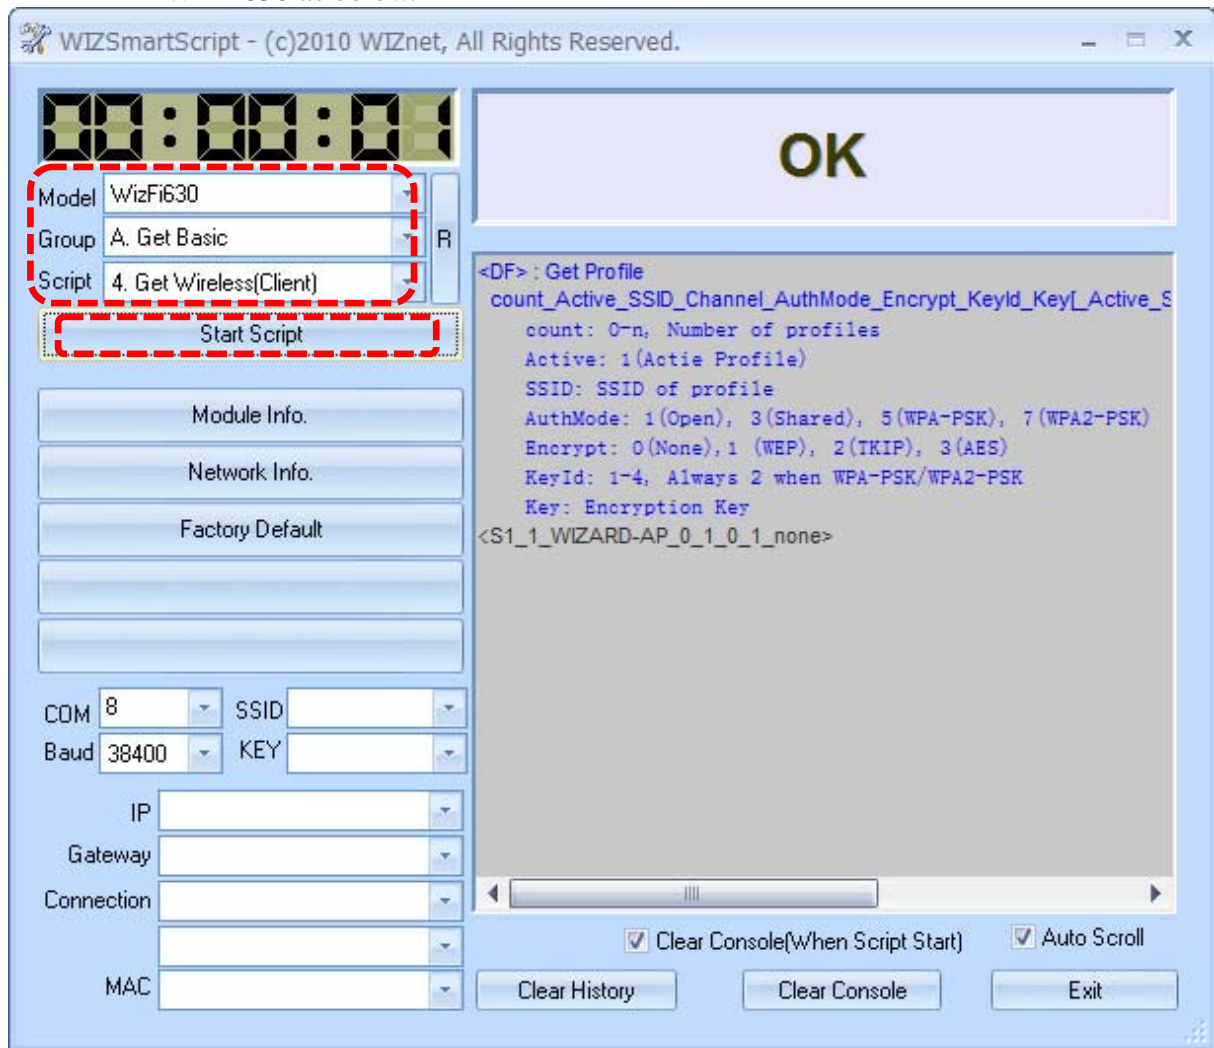 WIZSmartScript - (c)2010 WIZnet, All Rights Reserved.
00:00:01
OK
Model WizFi630
Group A. Get Basic
R
Script 4. Get Wireless(Client)
Start Script
Module Info.
Network Info.
Factory Default
COM 8 SSID
Baud 38400 KEY
IP
Gateway
Connection
MAC
<DF> : Get Profile
count_Active_SSID_Channel_AuthMode_Encrypt_KeyId_Key[_Active_S
count: 0-n, Number of profiles
Active: 1(Actie Profile)
SSID: SSID of profile
AuthMode: 1(Open), 3(Shared), 5(WPA-PSK), 7(WPA2-PSK)
Encrypt: 0(None),1 (WEP), 2(TKIP), 3(AES)
KeyId: 1-4, Always 2 when WPA-PSK/WPA2-PSK
Key: Encryption Key
<S1_1_WIZARD-AP_0_1_0_1_none>
Clear Console(When Script Start) Auto Scroll
Clear History Clear Console Exit